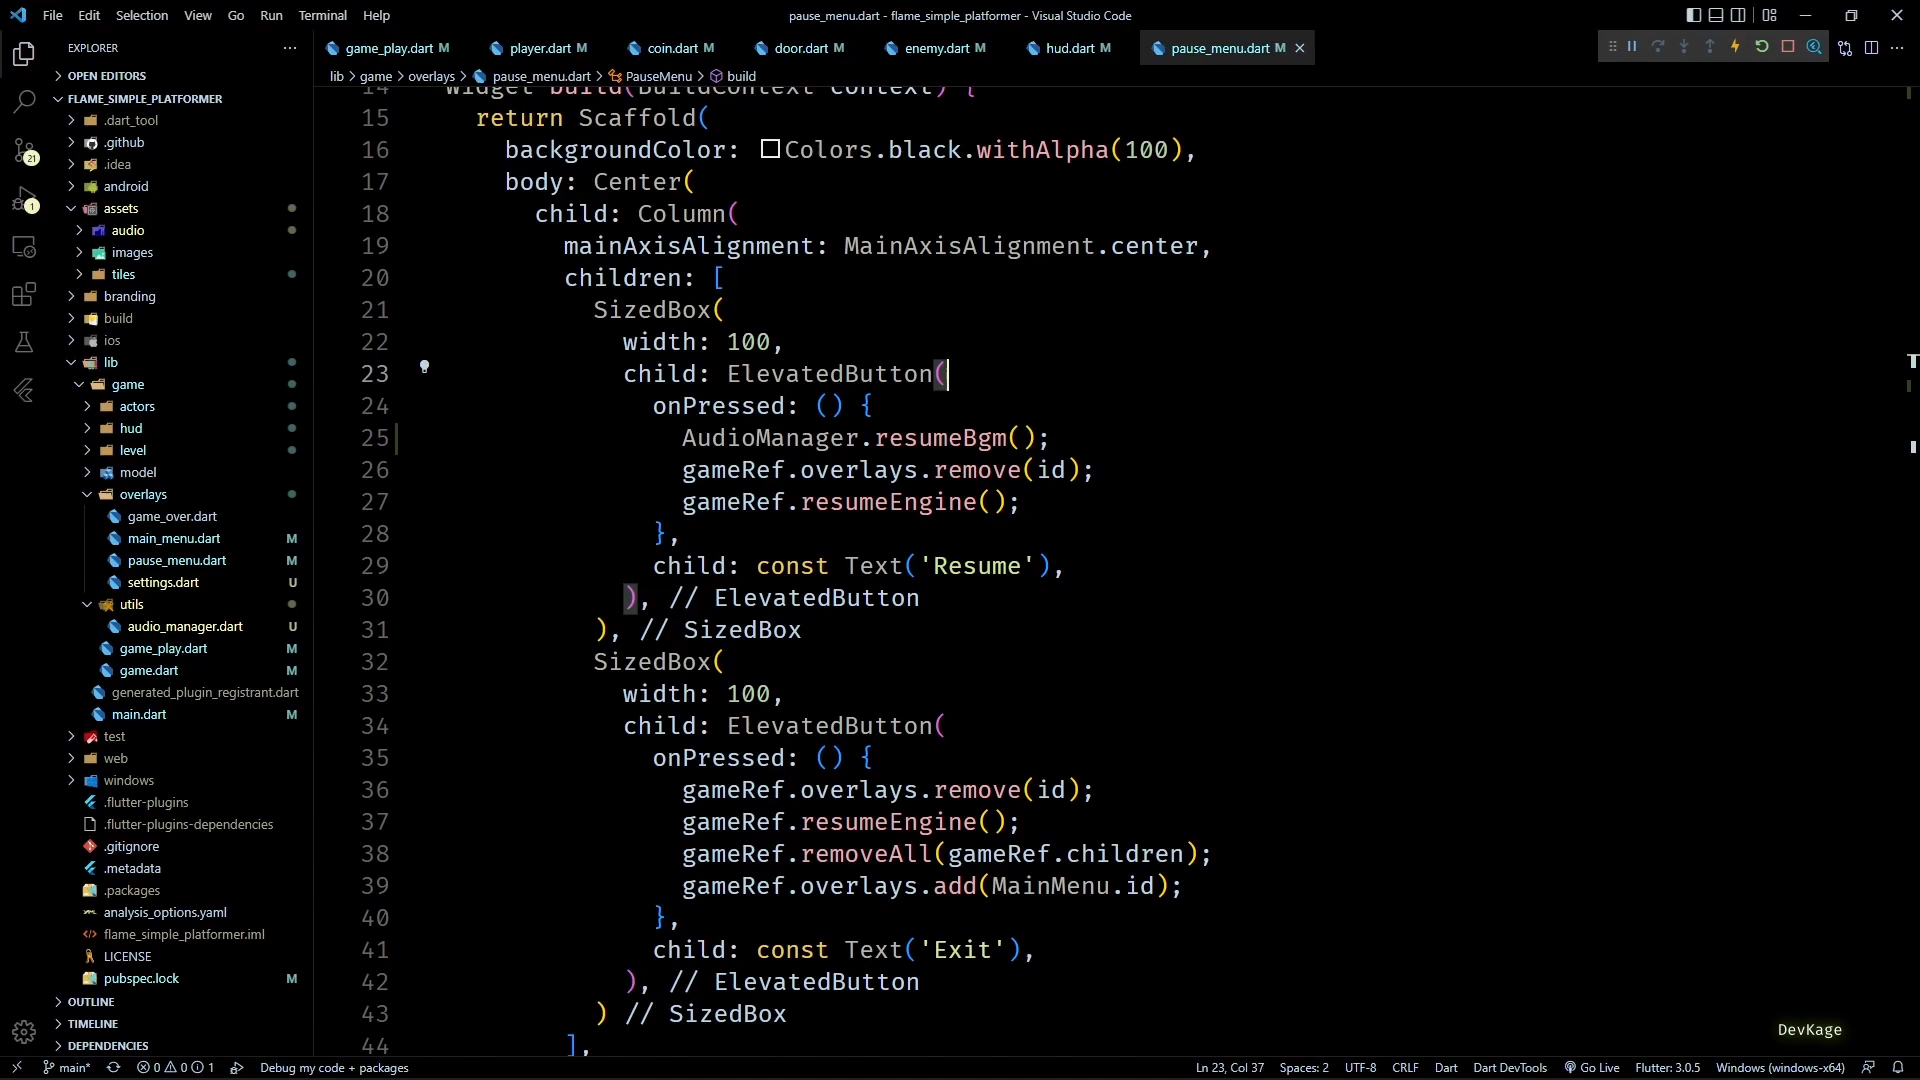 File Edit Selection View Go Run Terminal Help
pause_menu.dart - flame_simple_platformer - Visual Studio Code
EXPLORER
game_play.dart M
player.dart M
coin.dart M
door.dart M
enemy.dart M
hud.dart M
pause_menu.dart M
lib > game > overlays > pause_menu.dart > PauseMenu > build
OPEN EDITORS
FLAME_SIMPLE_PLATFORMER
.dart_tool
.github
.idea
android
assets
audio
images
tiles
branding
build
ios
lib
game
actors
hud
level
model
overlays
game_over.dart
main_menu.dart M
pause_menu.dart M
settings.dart U
utils
audio_manager.dart U
game_play.dart M
game.dart M
generated_plugin_registrant.dart
main.dart M
test
web
windows
.flutter-plugins
.flutter-plugins-dependencies
.gitignore
.metadata
.packages
analysis_options.yaml
flame_simple_platformer.iml
LICENSE
pubspec.lock M
OUTLINE
TIMELINE
DEPENDENCIES
21
1
14 Widget build(BuildContext context) {
15 return Scaffold(
16 backgroundColor: Colors.black.withAlpha(100),
17 body: Center(
18 child: Column(
19 mainAxisAlignment: MainAxisAlignment.center,
20 children: [
21 SizedBox(
22 width: 100,
23 child: ElevatedButton(
24 onPressed: () {
25 AudioManager.resumeBgm();
26 gameRef.overlays.remove(id);
27 gameRef.resumeEngine();
28 },
29 child: const Text('Resume'),
30 ), // ElevatedButton
31 ), // SizedBox
32 SizedBox(
33 width: 100,
34 child: ElevatedButton(
35 onPressed: () {
36 gameRef.overlays.remove(id);
37 gameRef.resumeEngine();
38 gameRef.removeAll(gameRef.children);
39 gameRef.overlays.add(MainMenu.id);
40 },
41 child: const Text('Exit'),
42 ), // ElevatedButton
43 ) // SizedBox
44 ],
DevKage
main* 0 0 1 Debug my code + packages
Ln 23, Col 37 Spaces: 2 UTF-8 CRLF Dart Dart DevTools Go Live Flutter: 3.0.5 Windows (windows-x64)